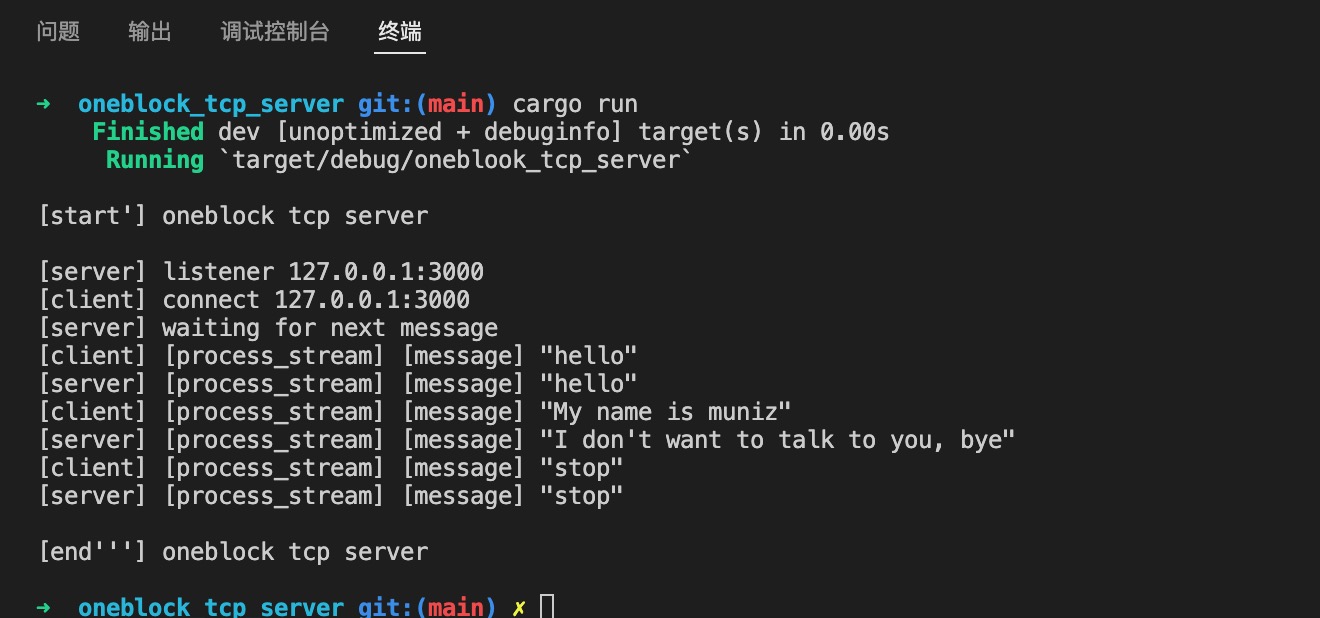 问题 输出 调试控制台 终端
➜ oneblock_tcp_server git:(main) cargo run
Finished dev [unoptimized + debuginfo] target(s) in 0.00s
Running `target/debug/oneblook_tcp_server`
[start'] oneblock tcp server
[server] listener 127.0.0.1:3000
[client] connect 127.0.0.1:3000
[server] waiting for next message
[client] [process_stream] [message] "hello"
[server] [process_stream] [message] "hello"
[client] [process_stream] [message] "My name is muniz"
[server] [process_stream] [message] "I don't want to talk to you, bye"
[client] [process_stream] [message] "stop"
[server] [process_stream] [message] "stop"
[end'''] oneblock tcp server
➜ oneblock_tcp_server git:(main) ✗